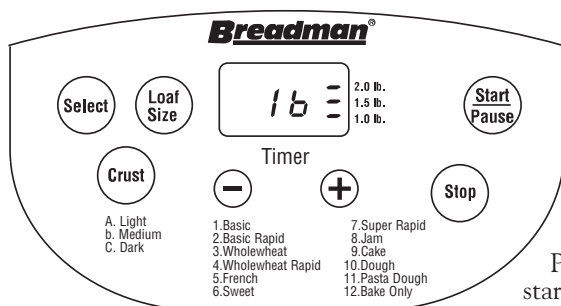 Breadman®
Select
Loaf
Size
1b
2.0 lb.
1.5 lb.
1.0 lb.
Start
Pause
Crust
Timer
−
+
Stop
A. Light
b. Medium
C. Dark
1.Basic
2.Basic Rapid
3.Wholewheat
4.Wholewheat Rapid
5.French
6.Sweet
7.Super Rapid
8.Jam
9.Cake
10.Dough
11.Pasta Dough
12.Bake Only
P
star